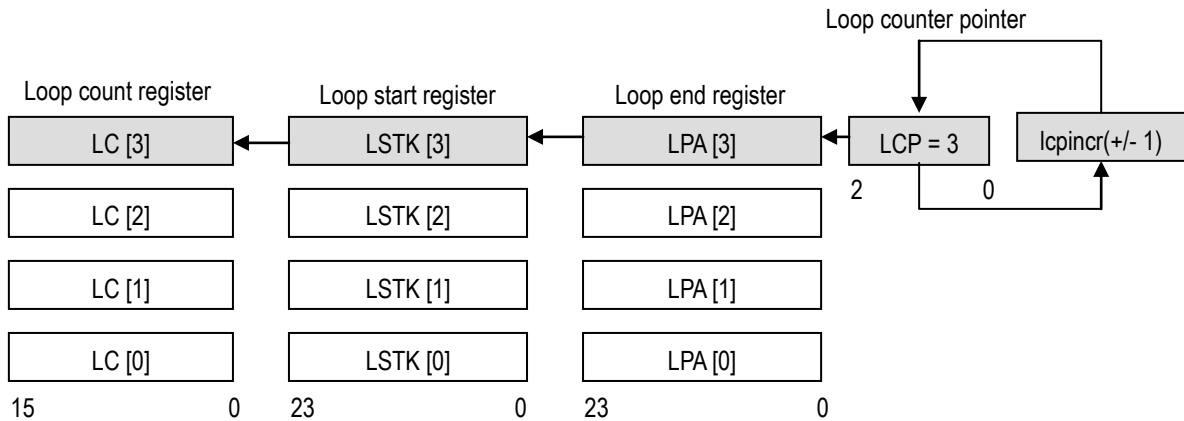 Loop counter pointer
Loop count register
Loop start register
Loop end register
LC [3]
LSTK [3]
LPA [3]
LCP = 3
lcpincr(+/- 1)
2
0
LC [2]
LSTK [2]
LPA [2]
LC [1]
LSTK [1]
LPA [1]
LC [0]
LSTK [0]
LPA [0]
15
0
23
0
23
0